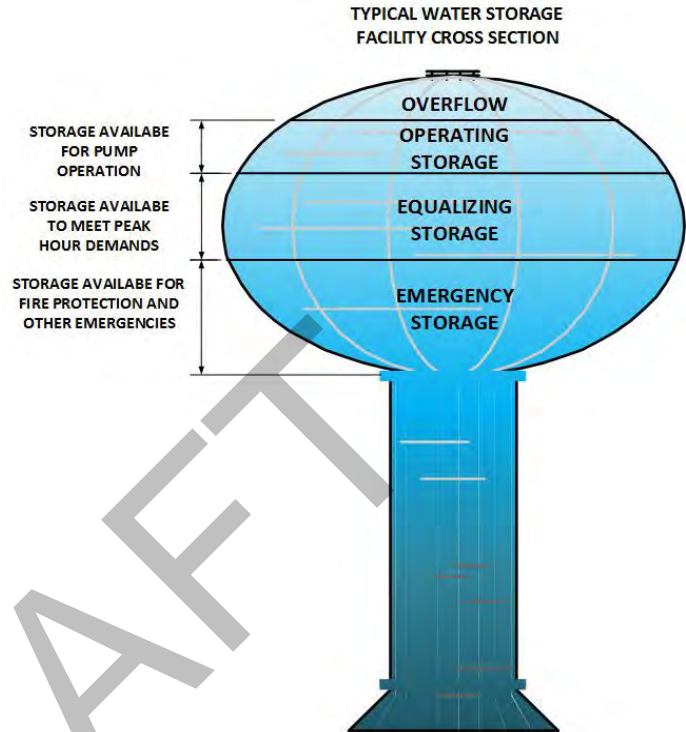 TYPICAL WATER STORAGE
FACILITY CROSS SECTION
OVERFLOW
STORAGE AVAILABE
FOR PUMP
OPERATION
OPERATING
STORAGE
STORAGE AVAILABE
TO MEET PEAK
HOUR DEMANDS
EQUALIZING
STORAGE
STORAGE AVAILABE FOR
FIRE PROTECTION AND
OTHER EMERGENCIES
EMERGENCY
STORAGE
AFT